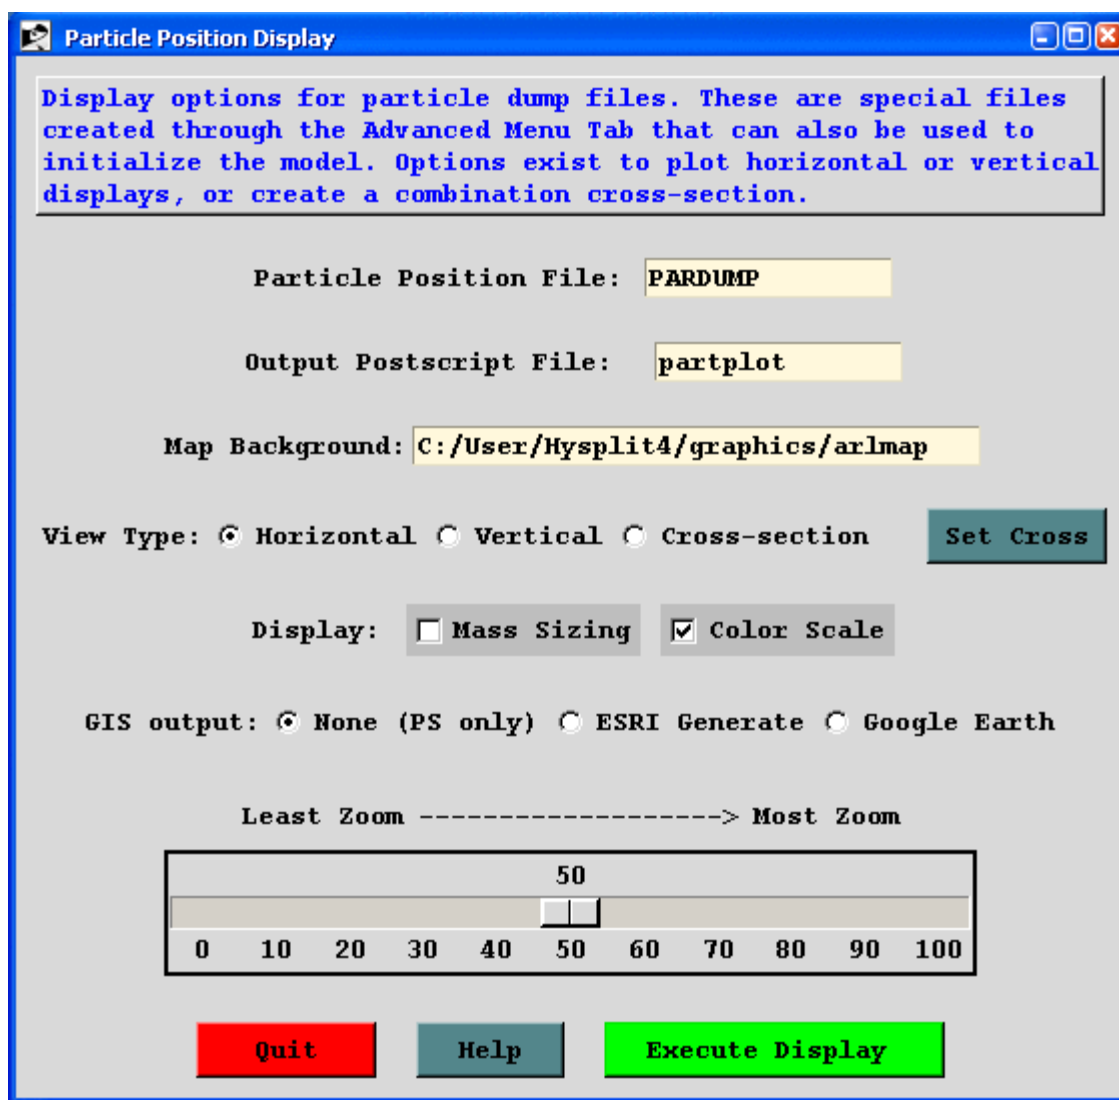 Particle Position Display
Display options for particle dump files. These are special files
created through the Advanced Menu Tab that can also be used to
initialize the model. Options exist to plot horizontal or vertical
displays, or create a combination cross-section.
Particle Position File: PARDUMP
Output Postscript File: partplot
Map Background: C:/User/Hysplit4/graphics/arlmap
View Type: Horizontal Vertical Cross-section Set Cross
Display: Mass Sizing Color Scale
GIS output: None (PS only) ESRI Generate Google Earth
Least Zoom -------------------> Most Zoom
50
0 10 20 30 40 50 60 70 80 90 100
Quit Help Execute Display